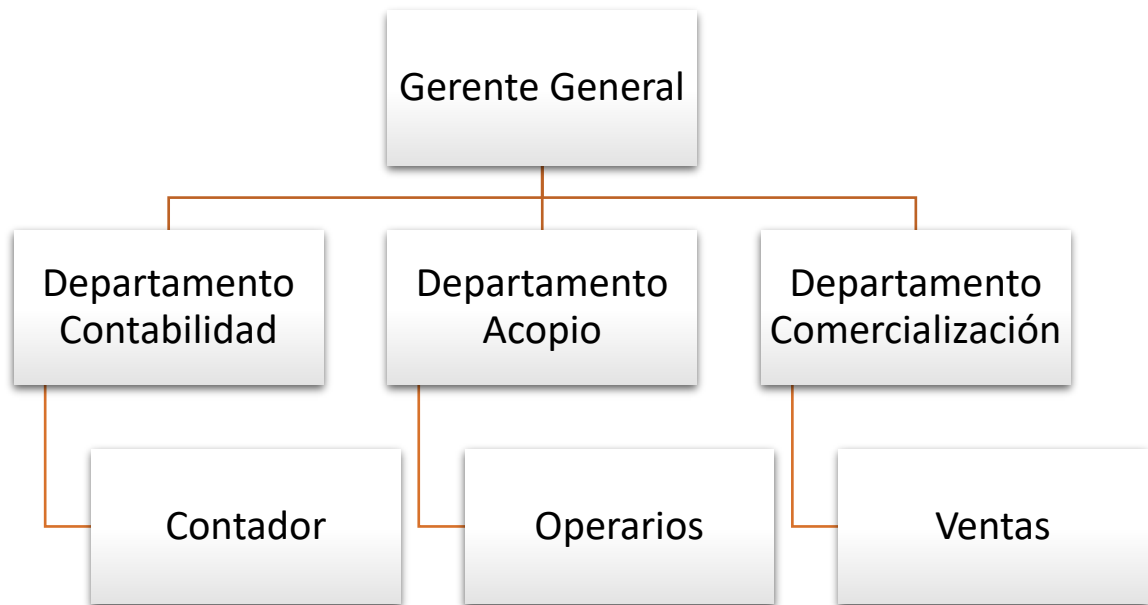 Gerente General
Departamento
Contabilidad
Departamento
Acopio
Departamento
Comercialización
Contador
Operarios
Ventas